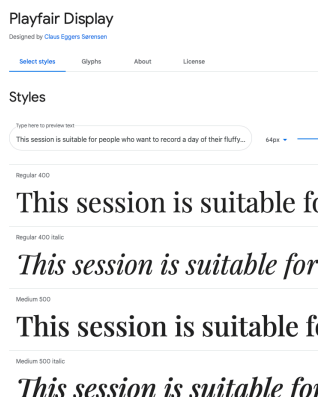 Playfair Display
Designed by Claus Eggers Sørensen
Select styles Glyphs About License
Styles
Type here to preview text
This session is suitable for people who want to record a day of their fluffy...
64px
Regular 400
This session is suitable fo
Regular 400 italic
This session is suitable for
Medium 500
This session is suitable fo
Medium 500 italic
This session is suitable for